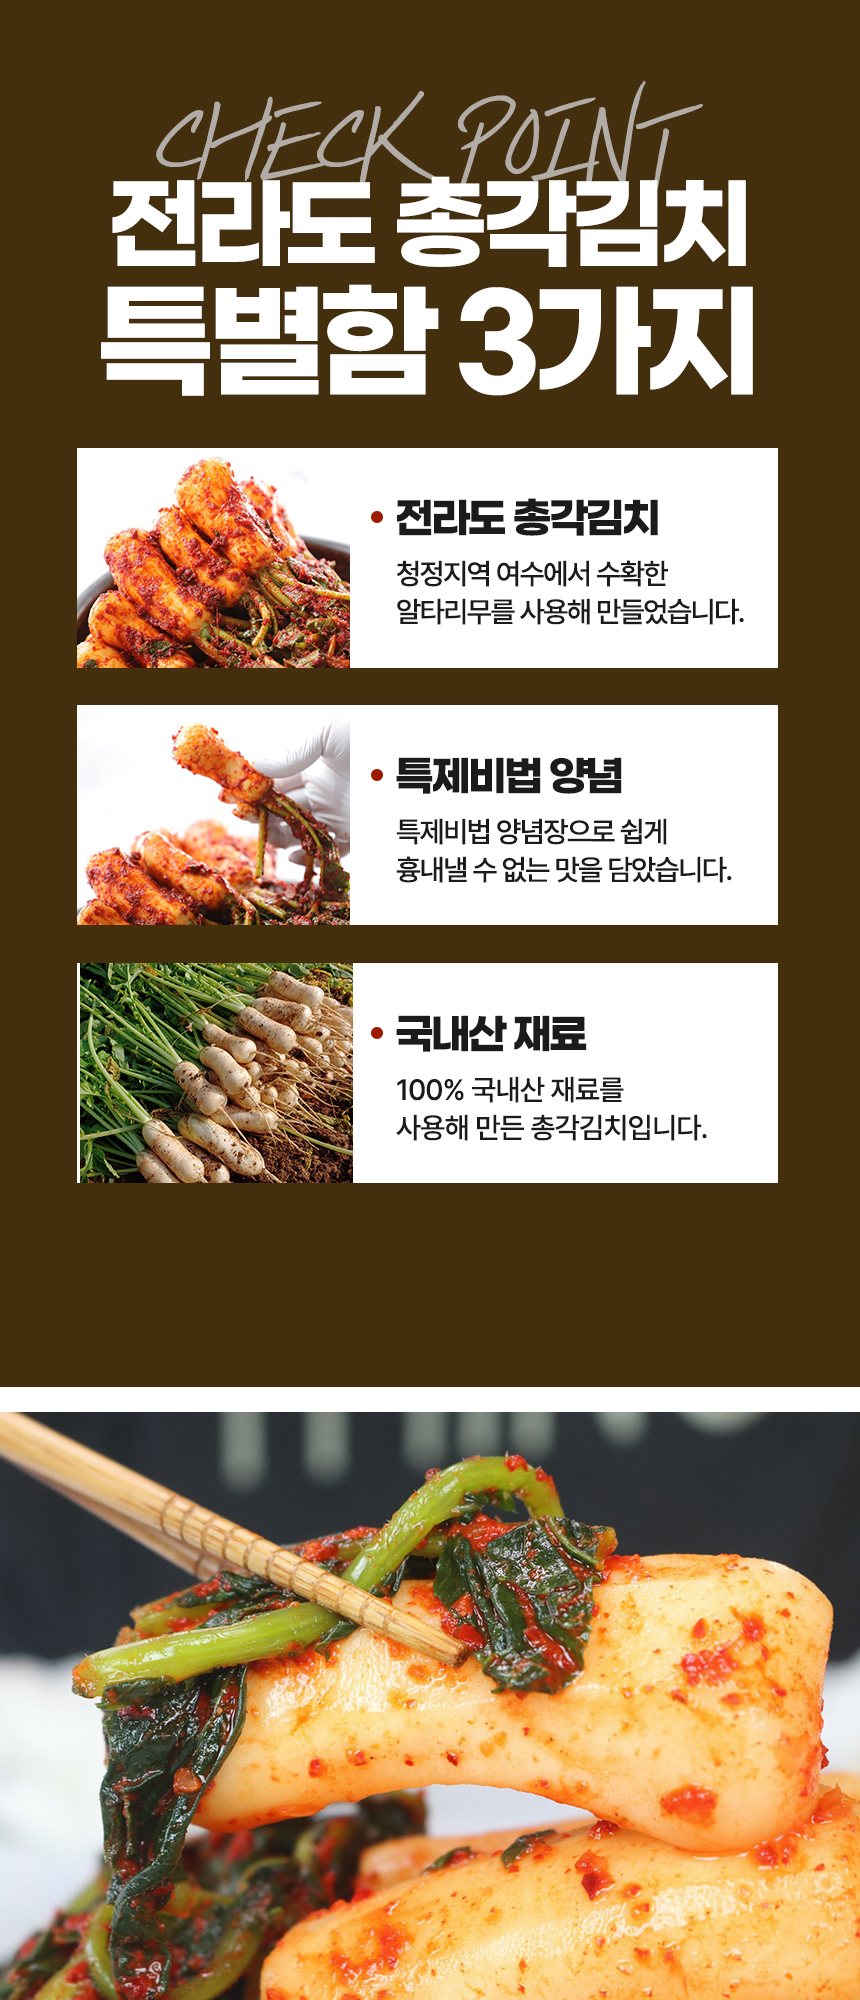 CHECK POINT
전라도 총각김치
특별함 3가지
전라도 총각김치
청정지역 여수에서 수확한
알타리무를 사용해 만들었습니다.
특제비법 양념
특제비법 양념장으로 쉽게
흉내낼 수 없는 맛을 담았습니다.
국내산 재료
100% 국내산 재료를
사용해 만든 총각김치입니다.